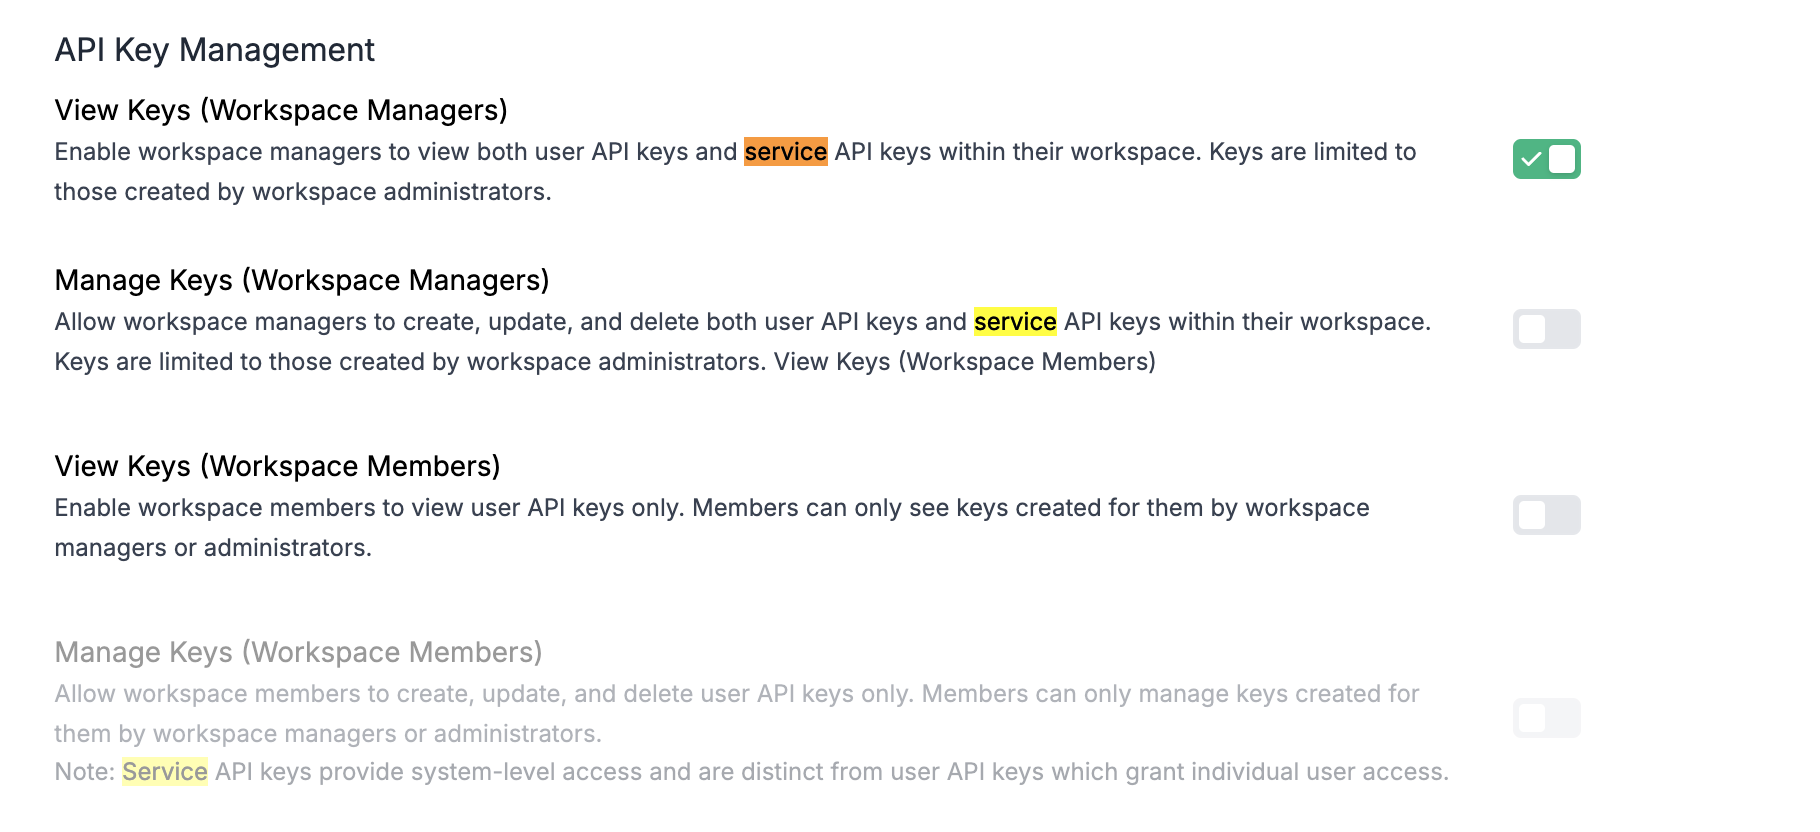 API Key Management
View Keys (Workspace Managers)
Enable workspace managers to view both user API keys and service API keys within their workspace. Keys are limited to
those created by workspace administrators.
Manage Keys (Workspace Managers)
Allow workspace managers to create, update, and delete both user API keys and service API keys within their workspace.
Keys are limited to those created by workspace administrators. View Keys (Workspace Members)
View Keys (Workspace Members)
Enable workspace members to view user API keys only. Members can only see keys created for them by workspace
managers or administrators.
Manage Keys (Workspace Members)
Allow workspace members to create, update, and delete user API keys only. Members can only manage keys created for
them by workspace managers or administrators.
Note: Service API keys provide system-level access and are distinct from user API keys which grant individual user access.